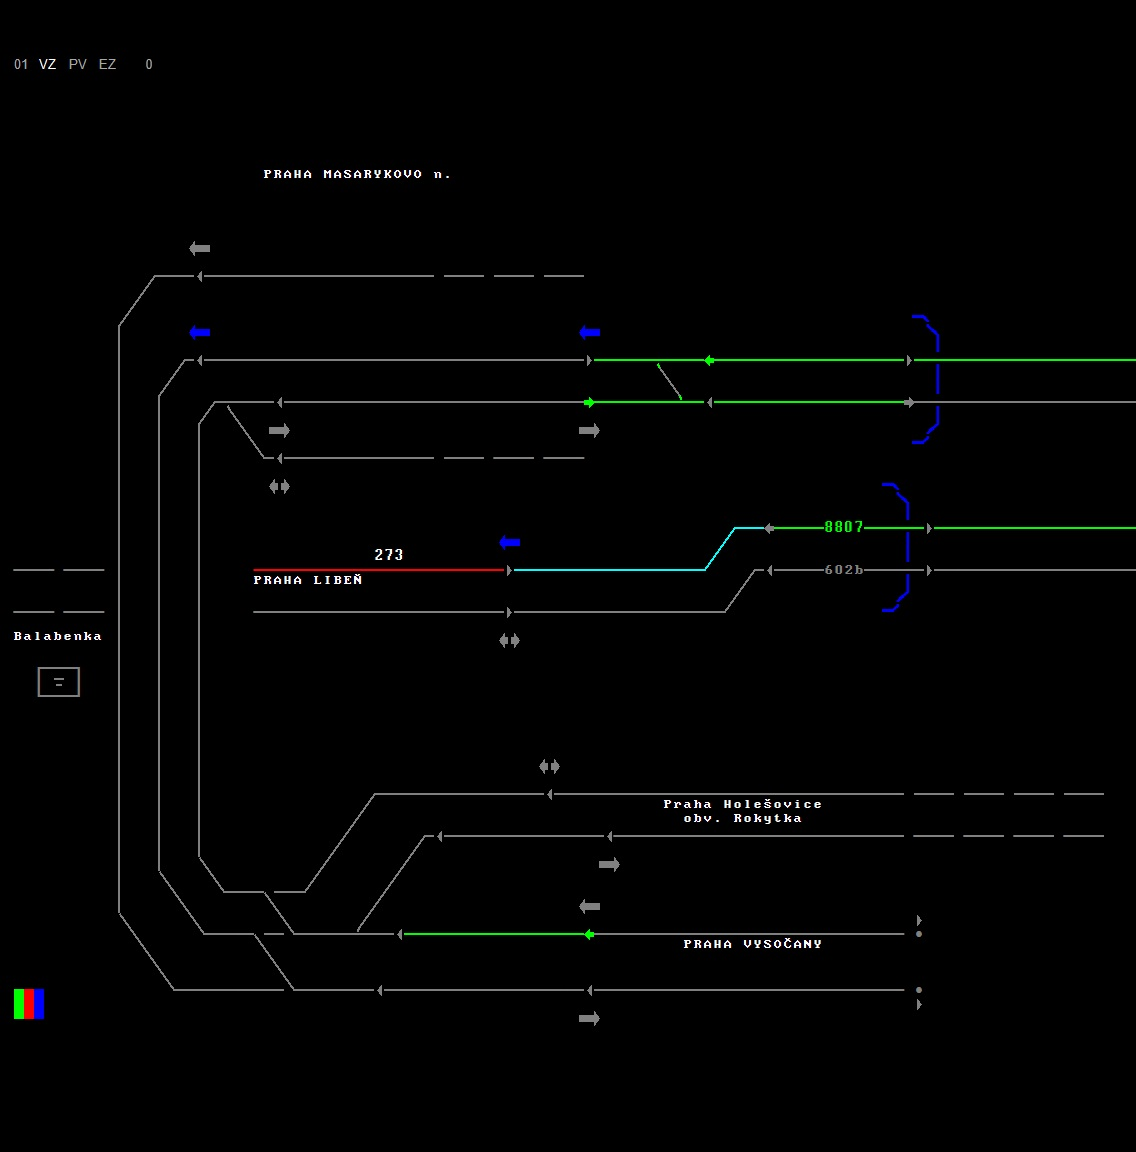 01 VZ PV EZ 0
PRAHA MASARYKOVO n.
8807
273
602b
PRAHA LIBEŇ
Balabenka
Praha Holešovice
obv. Rokytka
PRAHA VYSOČANY